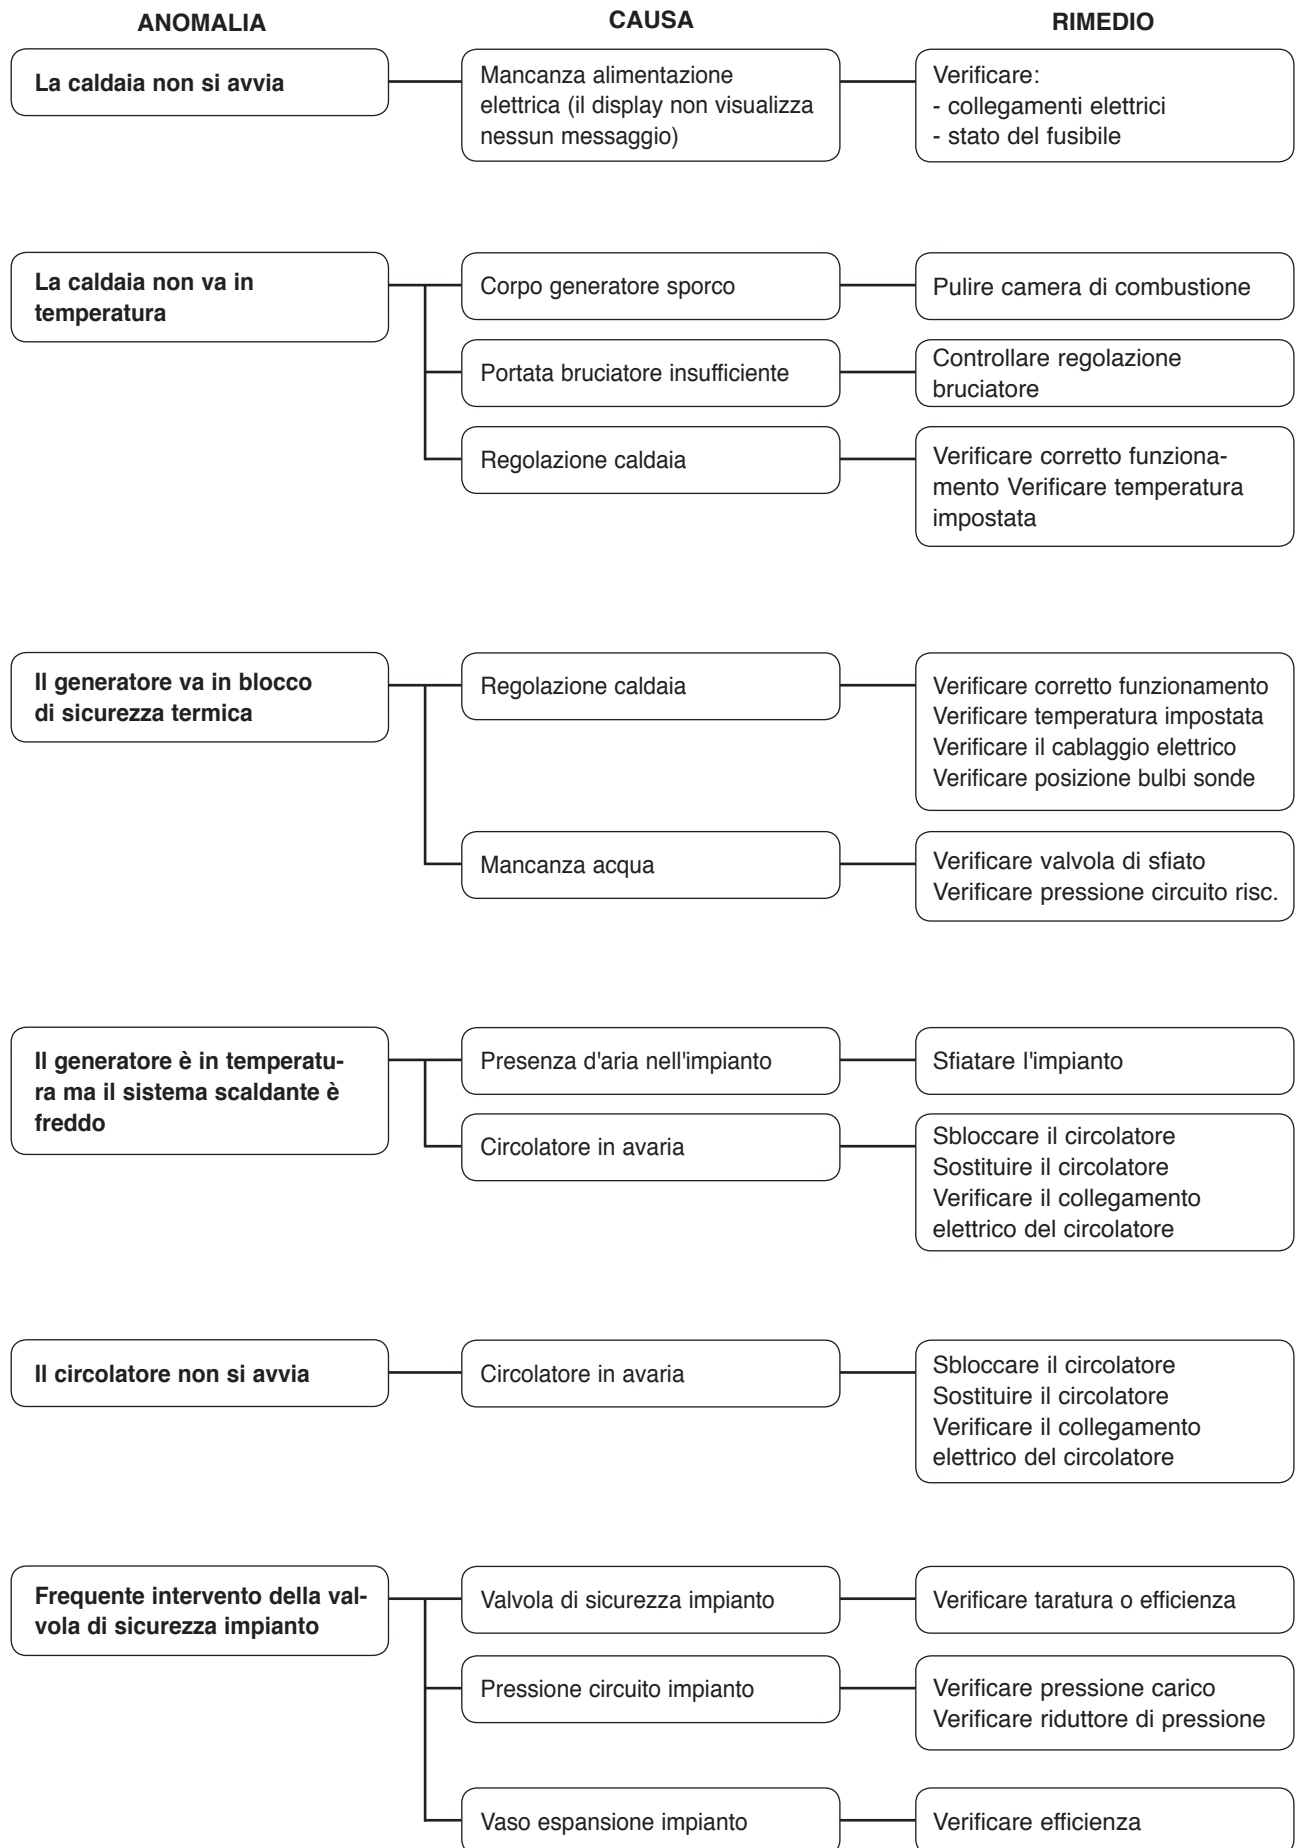 ANOMALIA
CAUSA
RIMEDIO
La caldaia non si avvia
Mancanza alimentazione
elettrica (il display non visualizza
nessun messaggio)
Verificare:
- collegamenti elettrici
- stato del fusibile
La caldaia non va in
temperatura
Corpo generatore sporco
Pulire camera di combustione
Portata bruciatore insufficiente
Controllare regolazione
bruciatore
Regolazione caldaia
Verificare corretto funziona-
mento Verificare temperatura
impostata
Il generatore va in blocco
di sicurezza termica
Regolazione caldaia
Verificare corretto funzionamento
Verificare temperatura impostata
Verificare il cablaggio elettrico
Verificare posizione bulbi sonde
Mancanza acqua
Verificare valvola di sfiato
Verificare pressione circuito risc.
Il generatore è in temperatu-
ra ma il sistema scaldante è
freddo
Presenza d'aria nell'impianto
Sfiatare l'impianto
Circolatore in avaria
Sbloccare il circolatore
Sostituire il circolatore
Verificare il collegamento
elettrico del circolatore
Il circolatore non si avvia
Circolatore in avaria
Sbloccare il circolatore
Sostituire il circolatore
Verificare il collegamento
elettrico del circolatore
Frequente intervento della val-
vola di sicurezza impianto
Valvola di sicurezza impianto
Verificare taratura o efficienza
Pressione circuito impianto
Verificare pressione carico
Verificare riduttore di pressione
Vaso espansione impianto
Verificare efficienza